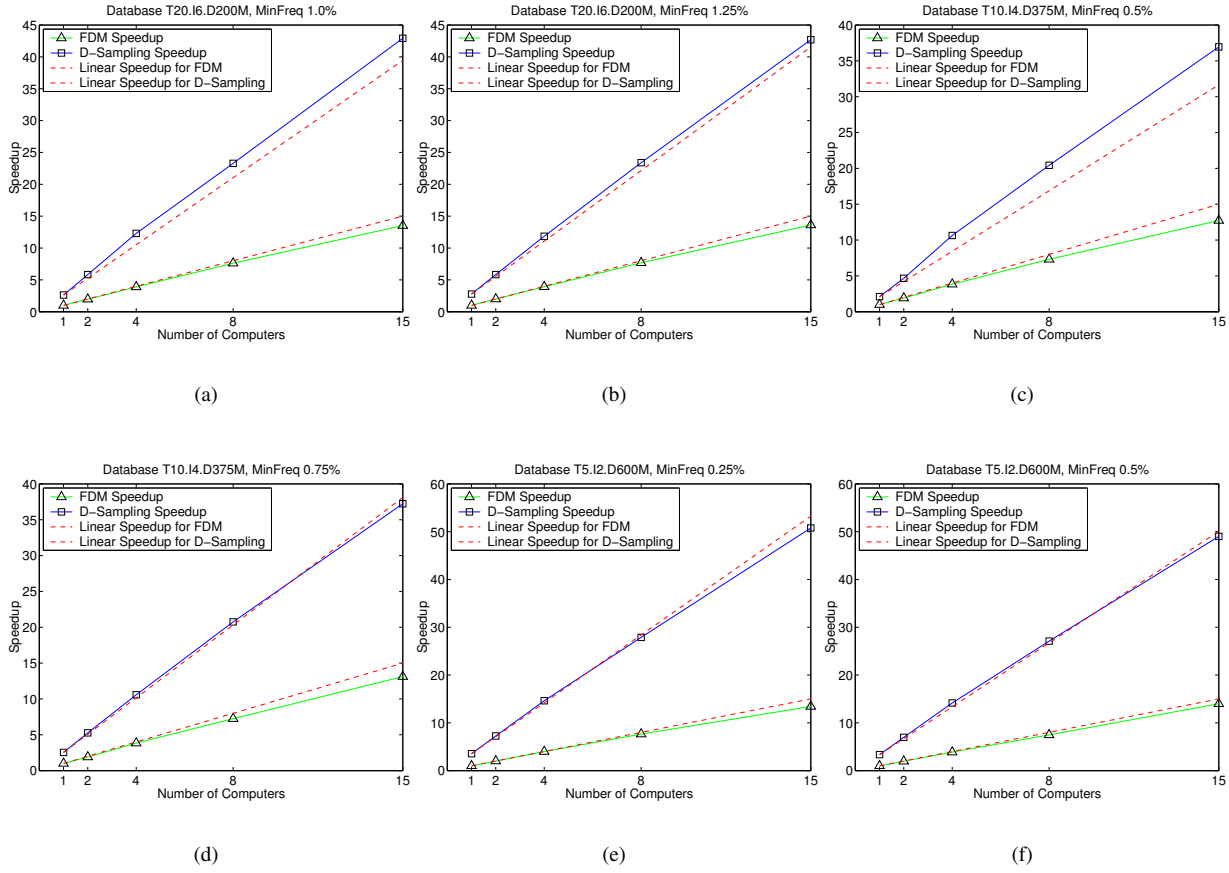 Database T20.I6.D200M, MinFreq 1.0%
45
40
35
30
25
20
15
10
5
0
Speedup
FDM Speedup
D−Sampling Speedup
Linear Speedup for FDM
Linear Speedup for D−Sampling
1 2 4 8 15
Number of Computers
(a)
Database T20.I6.D200M, MinFreq 1.25%
45
40
35
30
25
20
15
10
5
0
Speedup
FDM Speedup
D−Sampling Speedup
Linear Speedup for FDM
Linear Speedup for D−Sampling
1 2 4 8 15
Number of Computers
(b)
Database T10.I4.D375M, MinFreq 0.5%
40
35
30
25
20
15
10
5
0
Speedup
FDM Speedup
D−Sampling Speedup
Linear Speedup for FDM
Linear Speedup for D−Sampling
1 2 4 8 15
Number of Computers
(c)
Database T10.I4.D375M, MinFreq 0.75%
40
35
30
25
20
15
10
5
0
Speedup
FDM Speedup
D−Sampling Speedup
Linear Speedup for FDM
Linear Speedup for D−Sampling
1 2 4 8 15
Number of Computers
(d)
Database T5.I2.D600M, MinFreq 0.25%
60
50
40
30
20
10
0
Speedup
FDM Speedup
D−Sampling Speedup
Linear Speedup for FDM
Linear Speedup for D−Sampling
1 2 4 8 15
Number of Computers
(e)
Database T5.I2.D600M, MinFreq 0.5%
60
50
40
30
20
10
0
Speedup
FDM Speedup
D−Sampling Speedup
Linear Speedup for FDM
Linear Speedup for D−Sampling
1 2 4 8 15
Number of Computers
(f)